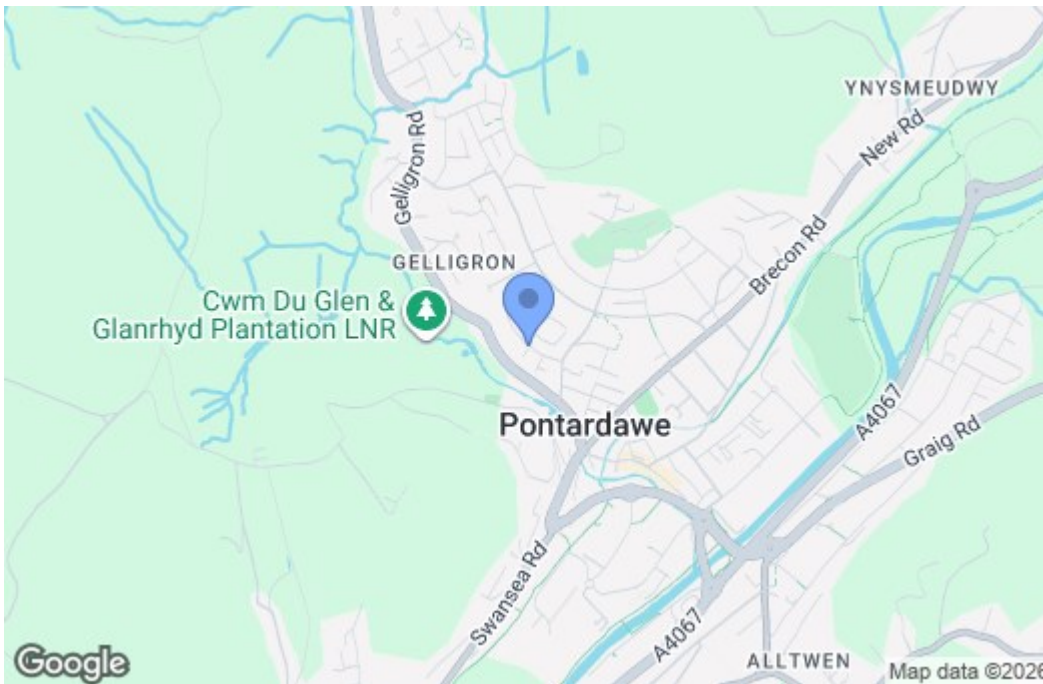 YNYSMEUDWY
New Rd
Gelligron Rd
Brecon Rd
GELLIGRON
Cwm Du Glen &
Glanrhyd Plantation LNR
Pontardawe
A4067
Graig Rd
Swansea Rd
A4067
ALLTWEN
Google
Map data ©2026